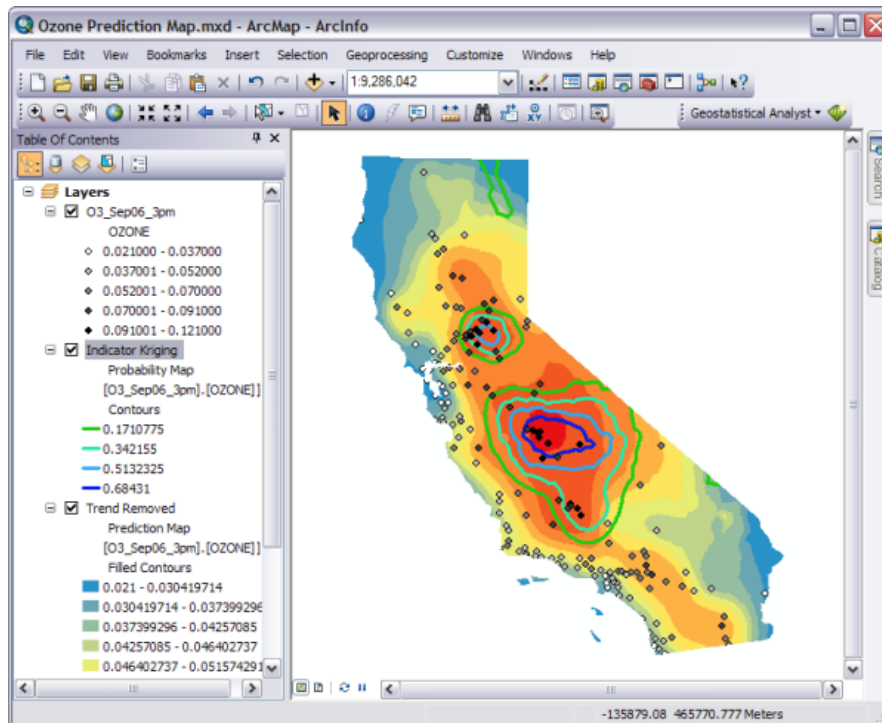 Ozone Prediction Map.mxd - ArcMap - ArcInfo
File Edit View Bookmarks Insert Selection Geoprocessing Customize Windows Help
1:9,286,042
Geostatistical Analyst
Table Of Contents
Layers
O3_Sep06_3pm
OZONE
0.021000 - 0.037000
0.037001 - 0.052000
0.052001 - 0.070000
0.070001 - 0.091000
0.091001 - 0.121000
Indicator Kriging
Probability Map
[O3_Sep06_3pm].[OZONE]
Contours
0.1710775
0.342155
0.5132325
0.68431
Trend Removed
Prediction Map
[O3_Sep06_3pm].[OZONE]
Filled Contours
0.021 - 0.030419714
0.030419714 - 0.037399296
0.037399296 - 0.04257085
0.04257085 - 0.046402737
0.046402737 - 0.051574291
Search
Catalog
-135879.08 465770.777 Meters